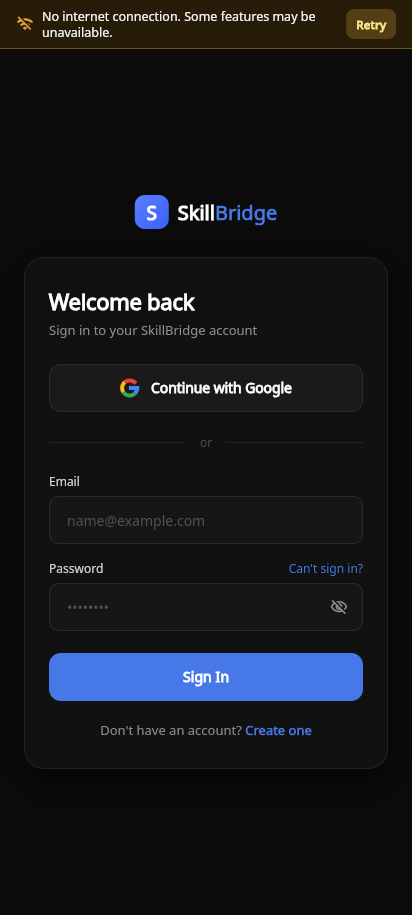 No internet connection. Some features may be
unavailable.
Retry
S SkillBridge
Welcome back
Sign in to your SkillBridge account
Continue with Google
or
Email
name@example.com
Password Can't sign in?
••••••••
Sign In
Don't have an account? Create one